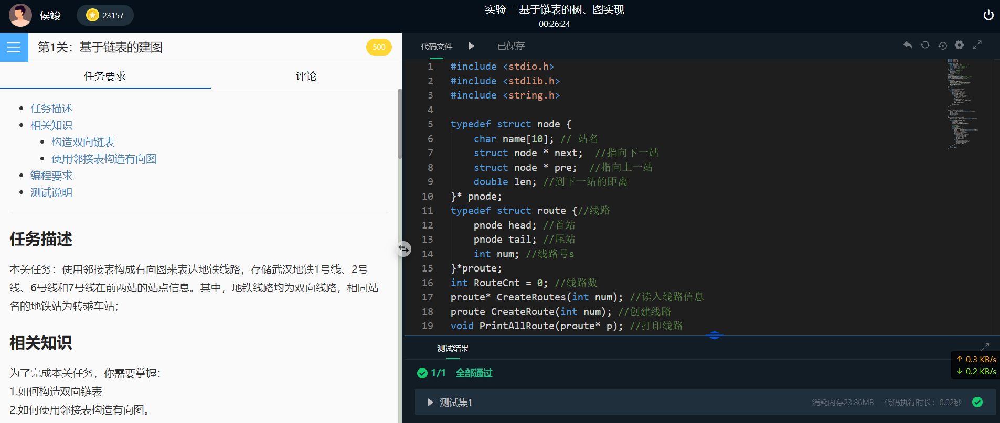 侯竣
23157
实验二 基于链表的树、图实现
00:26:24
第1关：基于链表的建图
500
任务要求
评论
任务描述
相关知识
构造双向链表
使用邻接表构造有向图
编程要求
测试说明
任务描述
本关任务：使用邻接表构成有向图来表达地铁线路，存储武汉地铁1号线、2号
线、6号线和7号线在前两站的站点信息。其中，地铁线路均为双向线路，相同站
名的地铁站为转乘车站；
相关知识
为了完成本关任务，你需要掌握：
1.如何构造双向链表
2.如何使用邻接表构造有向图。
代码文件
已保存
1 #include <stdio.h>
2 #include <stdlib.h>
3 #include <string.h>
4
5 typedef struct node {
6 char name[10]; // 站名
7 struct node * next;  //指向下一站
8 struct node * pre;  //指向上一站
9 double len; //到下一站的距离
10 }* pnode;
11 typedef struct route {//线路
12 pnode head; //首站
13 pnode tail; //尾站
14 int num; //线路号s
15 }*proute;
16 int RouteCnt = 0; //线路数
17 proute* CreateRoutes(int num); //读入线路信息
18 proute CreateRoute(int num); //创建线路
19 void PrintAllRoute(proute* p); //打印线路
测试结果
↑ 0.3 KB/s
↓ 0.2 KB/s
1/1 全部通过
测试集1
消耗内存23.86MB 代码执行时长：0.02秒